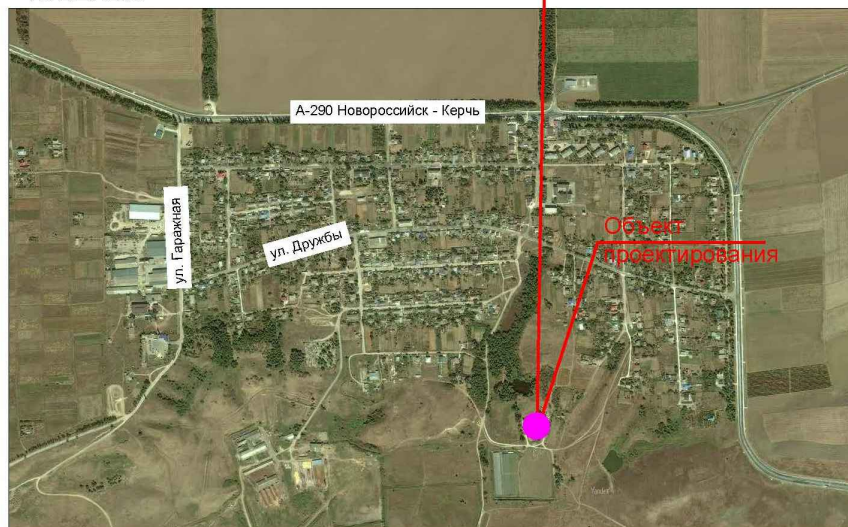 А-290 Новороссийск - Керчь
ул. Гаражная
ул. Дружбы
Объект
проектирования